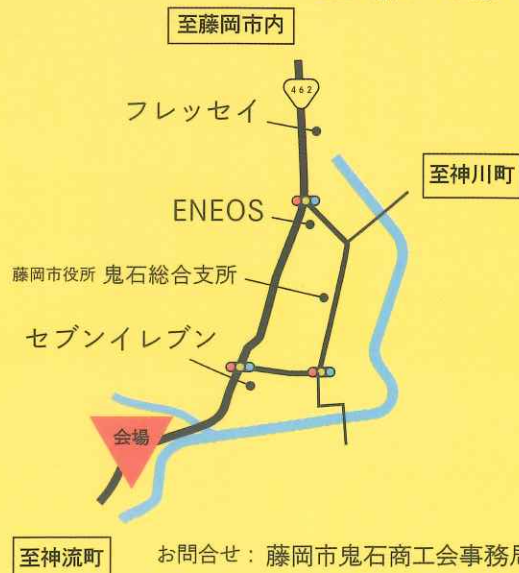 至藤岡市内
462
フレッセイ
至神川町
ENEOS
藤岡市役所 鬼石総合支所
セブンイレブン
会場
至神流町
お問合せ：藤岡市鬼石商工会事務局